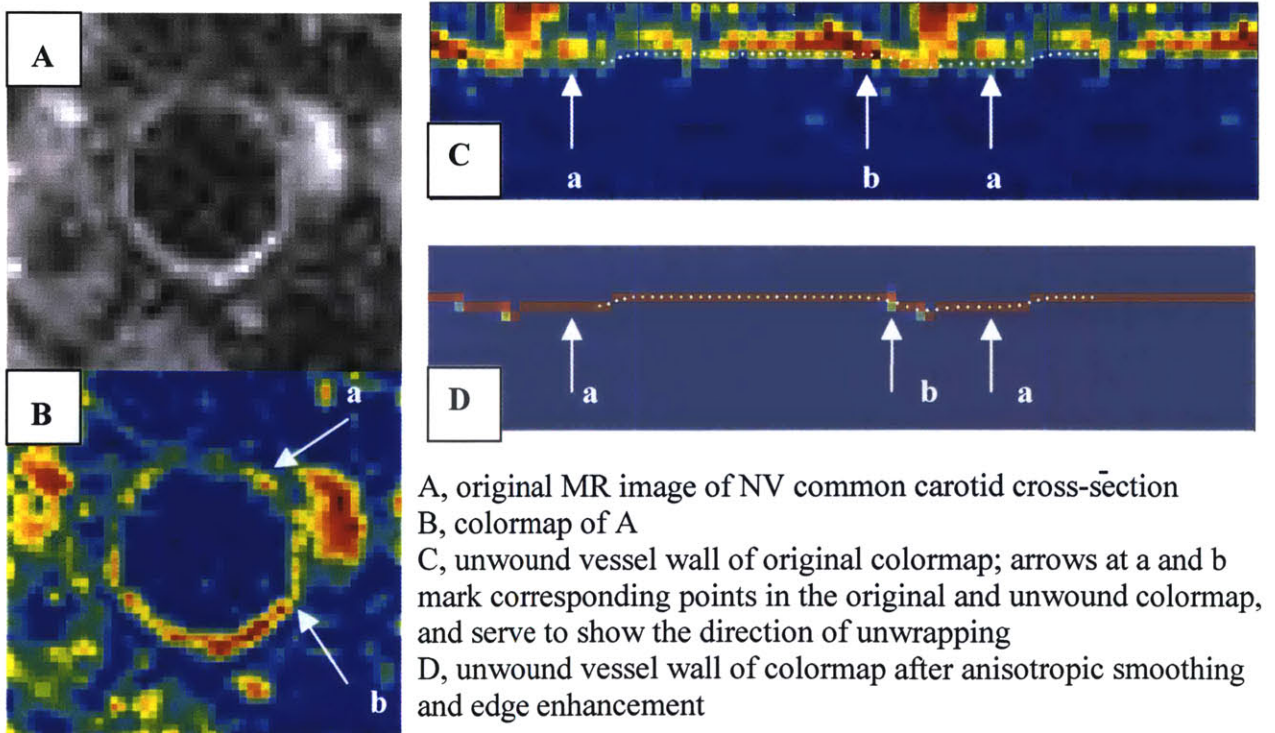 A
C
a
b
a
B
a
b
D
a
b
a
A, original MR image of NV common carotid cross-section
B, colormap of A
C, unwound vessel wall of original colormap; arrows at a and b
mark corresponding points in the original and unwound colormap,
and serve to show the direction of unwrapping
D, unwound vessel wall of colormap after anisotropic smoothing
and edge enhancement